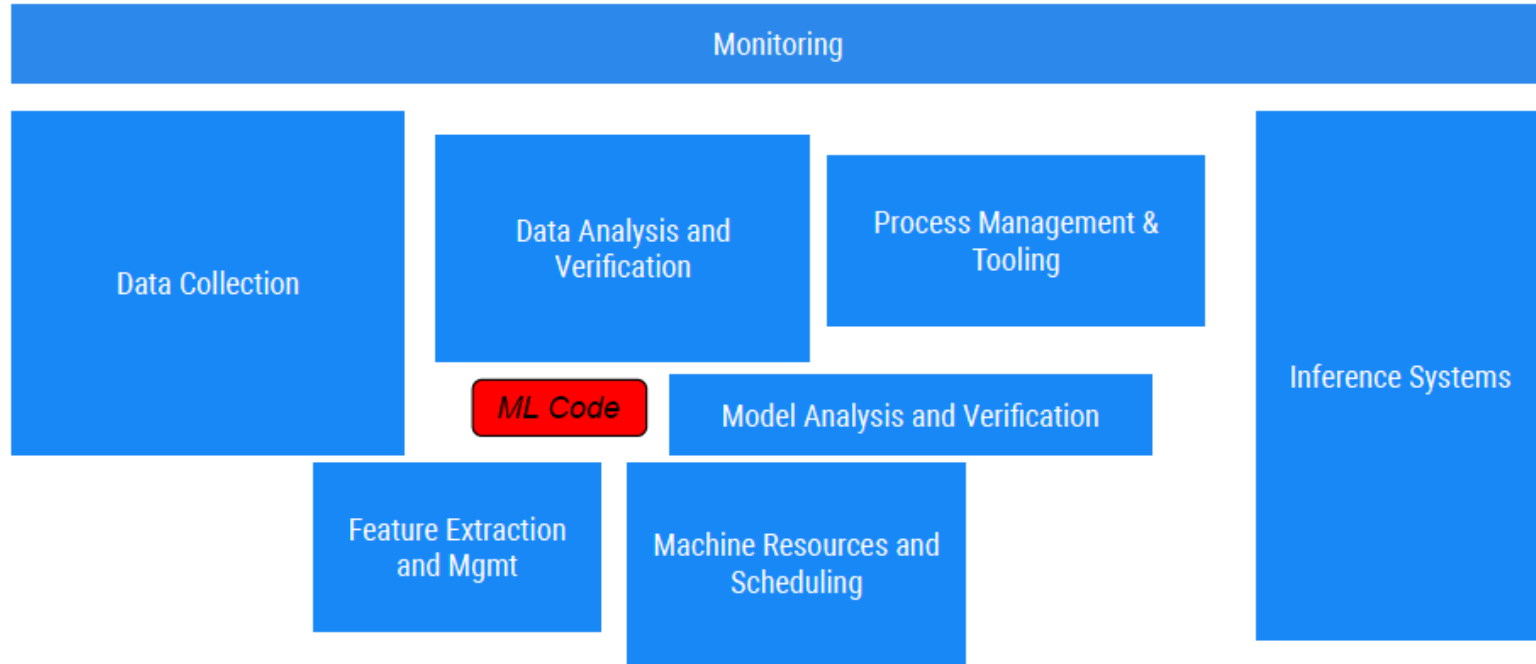 Monitoring
Data Collection
Data Analysis and
Verification
Process Management &
Tooling
Inference Systems
ML Code
Model Analysis and Verification
Feature Extraction
and Mgmt
Machine Resources and
Scheduling